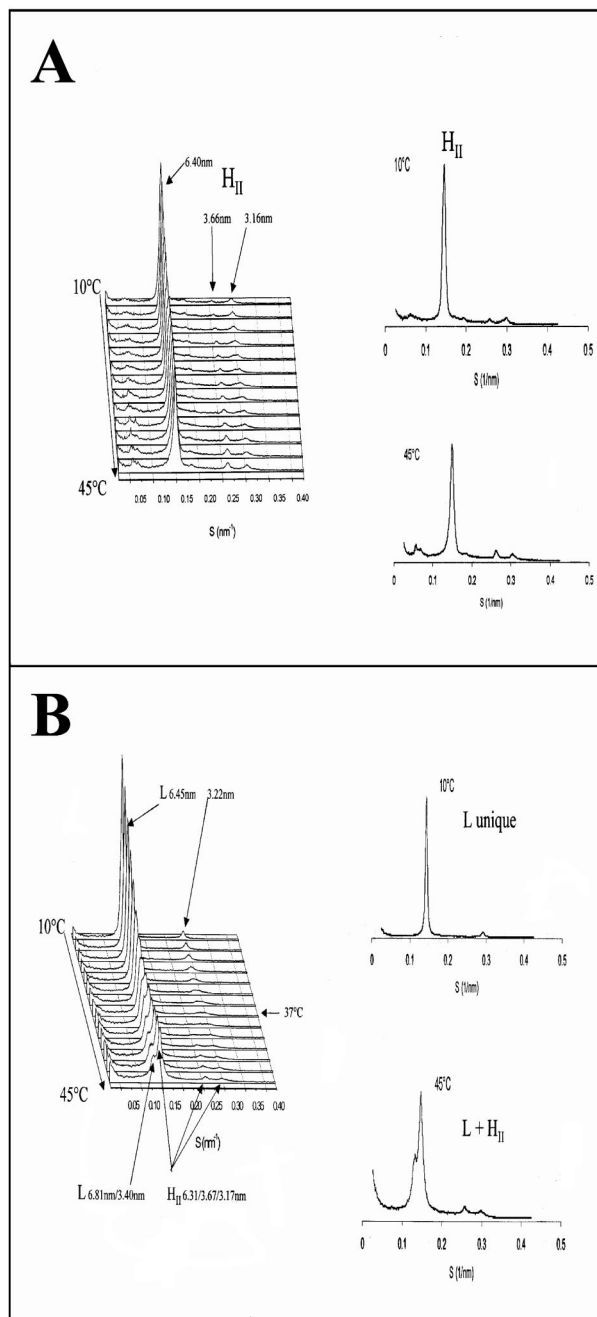 A
6.40nm
H_II
3.66nm 3.16nm
10°C
45°C
0.05 0.10 0.15 0.20 0.25 0.30 0.35 0.40
S (nm⁻¹)
10°C
H_II
0 0.1 0.2 0.3 0.4 0.5
S (1/nm)
45°C
0 0.1 0.2 0.3 0.4 0.5
S (1/nm)
B
L 6.45nm 3.22nm
10°C
37°C
45°C
0.05 0.10 0.15 0.20 0.25 0.30 0.35 0.40
S(nm⁻¹)
L 6.81nm/3.40nm
H_II 6.31/3.67/3.17nm
10°C
L unique
0 0.1 0.2 0.3 0.4 0.5
S (1/nm)
45°C
L + H_II
0 0.1 0.2 0.3 0.4 0.5
S (1/nm)